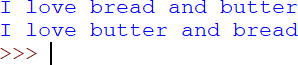 I love bread and butter
I love butter and bread
>>>